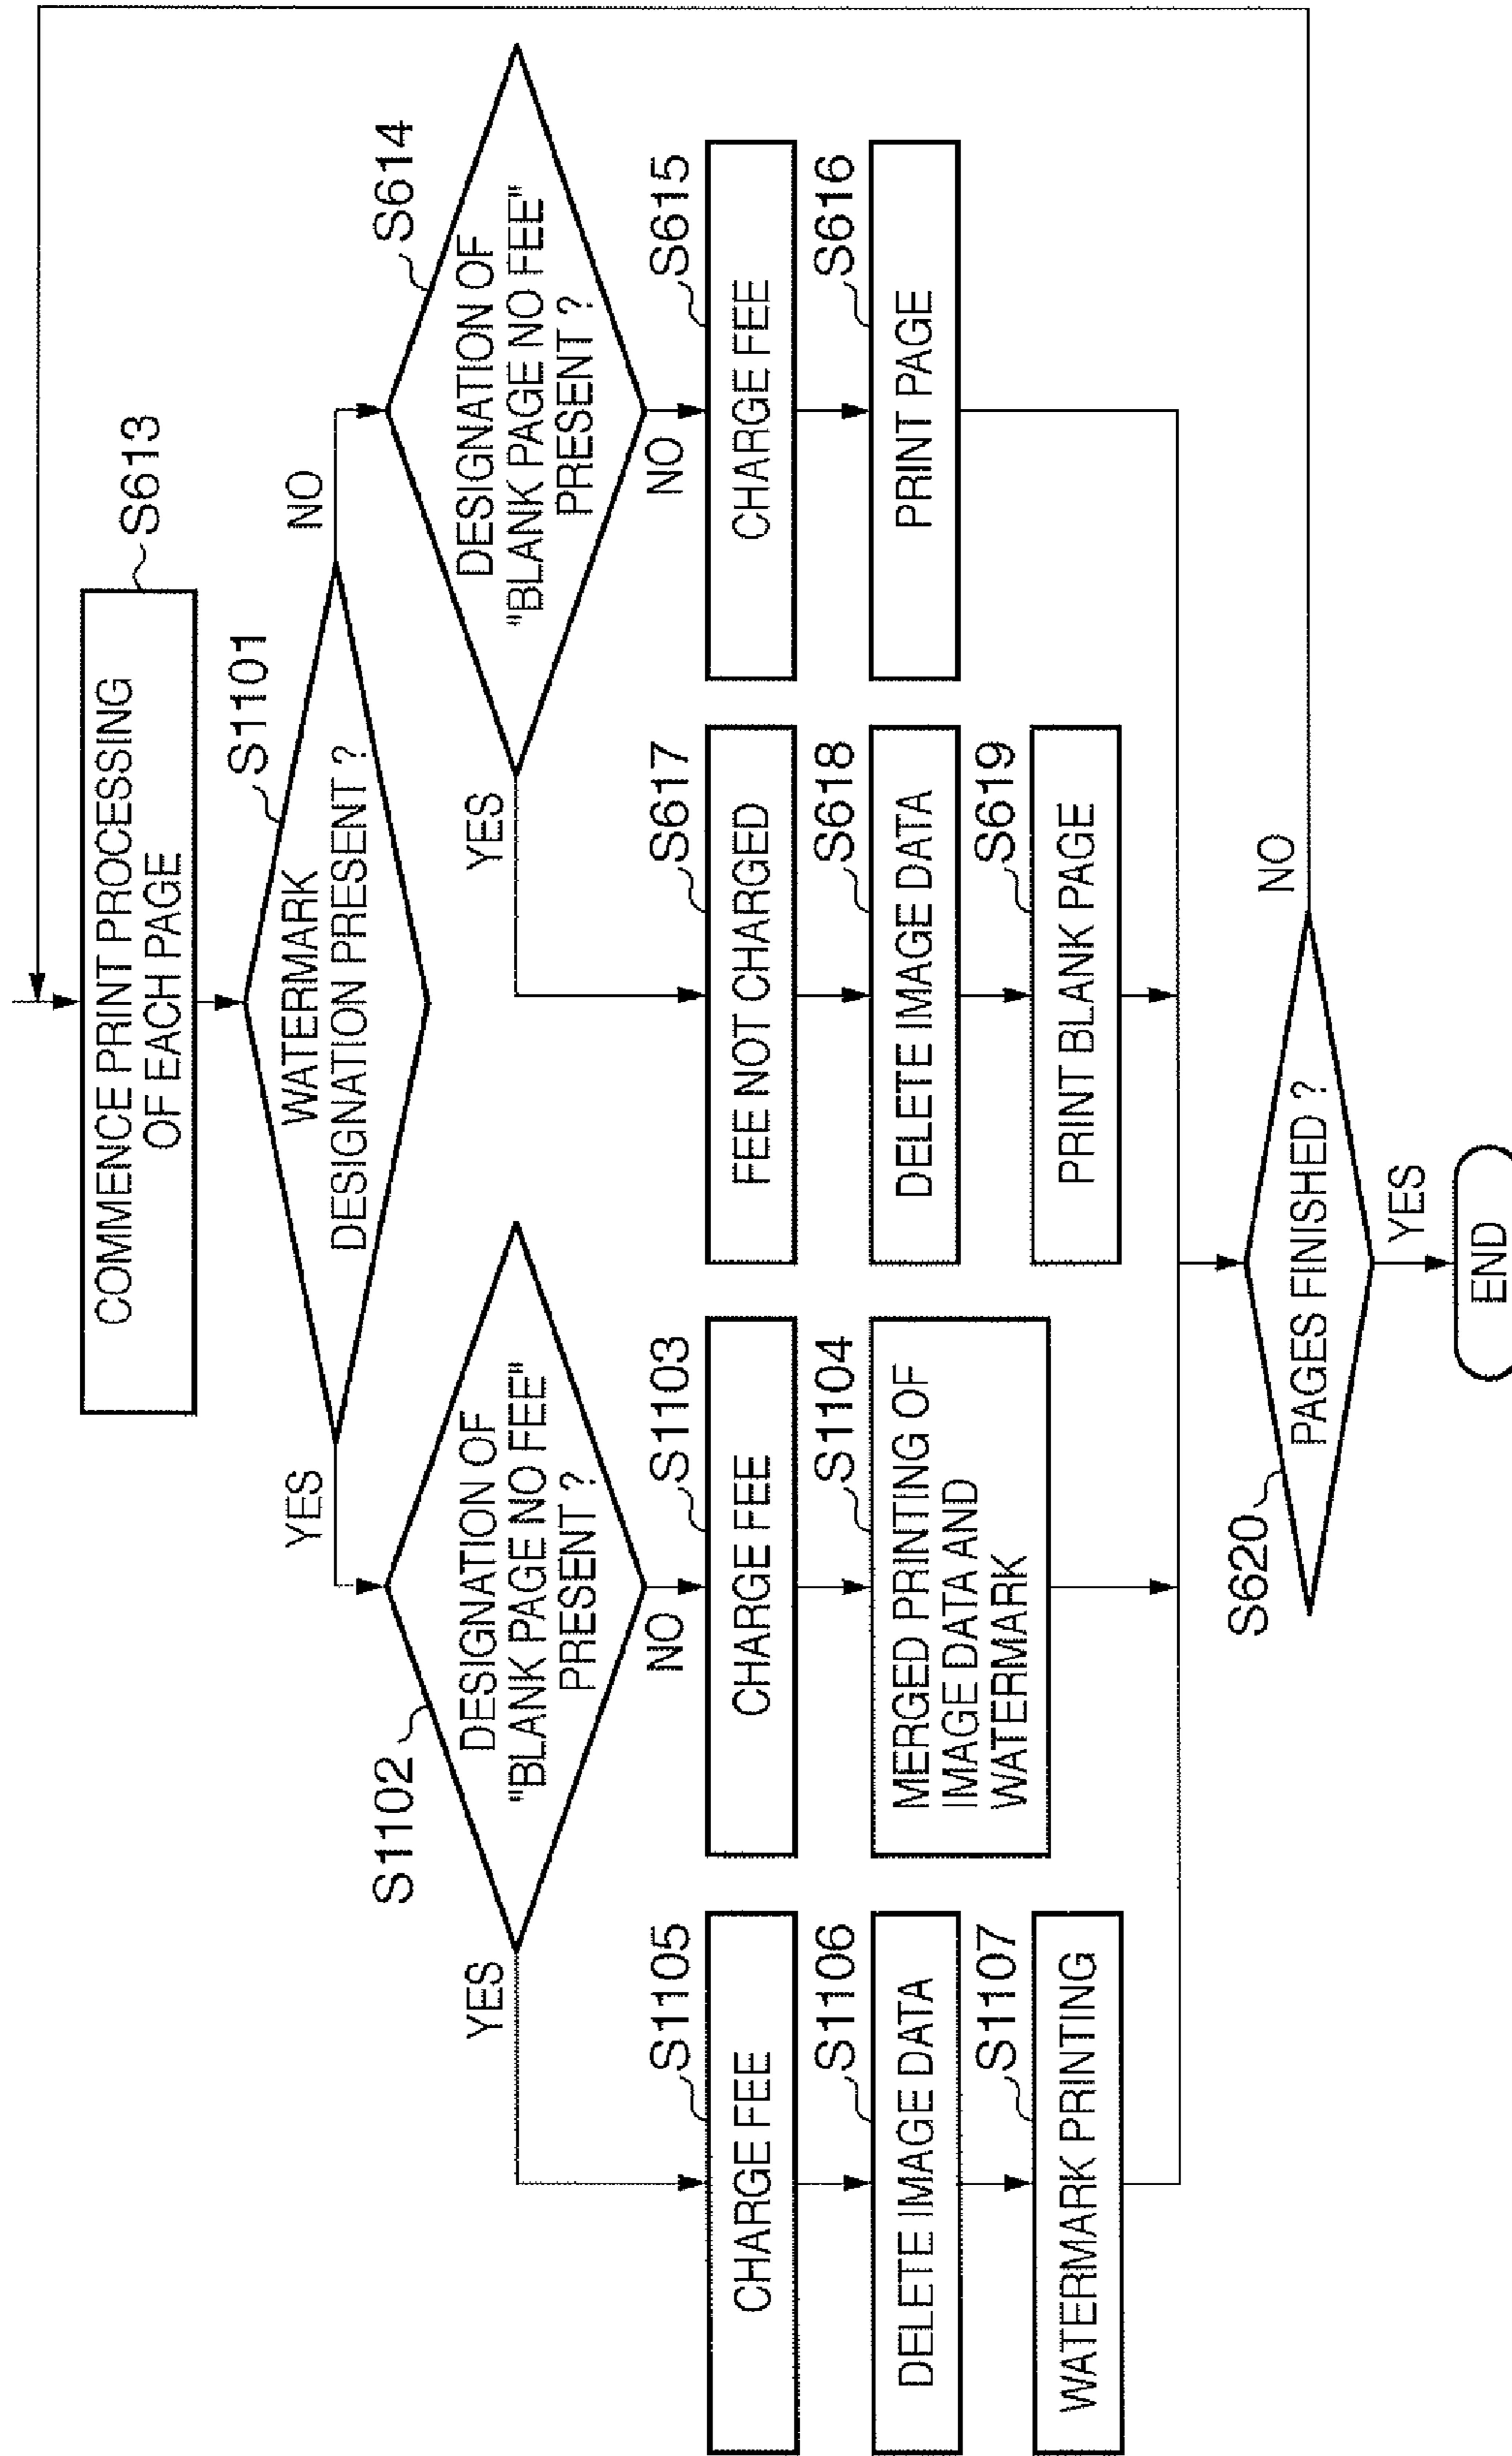 COMMENCE PRINT PROCESSING
OF EACH PAGE
S613
WATERMARK
DESIGNATION PRESENT ?
S1101
YES
NO
DESIGNATION OF
"BLANK PAGE NO FEE"
PRESENT ?
S1102
YES
NO
DESIGNATION OF
"BLANK PAGE NO FEE"
PRESENT ?
S614
YES
NO
CHARGE FEE
S1105
DELETE IMAGE DATA
S1106
WATERMARK PRINTING
S1107
CHARGE FEE
S1103
MERGED PRINTING OF
IMAGE DATA AND
WATERMARK
S1104
FEE NOT CHARGED
S617
DELETE IMAGE DATA
S618
PRINT BLANK PAGE
S619
CHARGE FEE
S615
PRINT PAGE
S616
S620
PAGES FINISHED ?
NO
YES
END